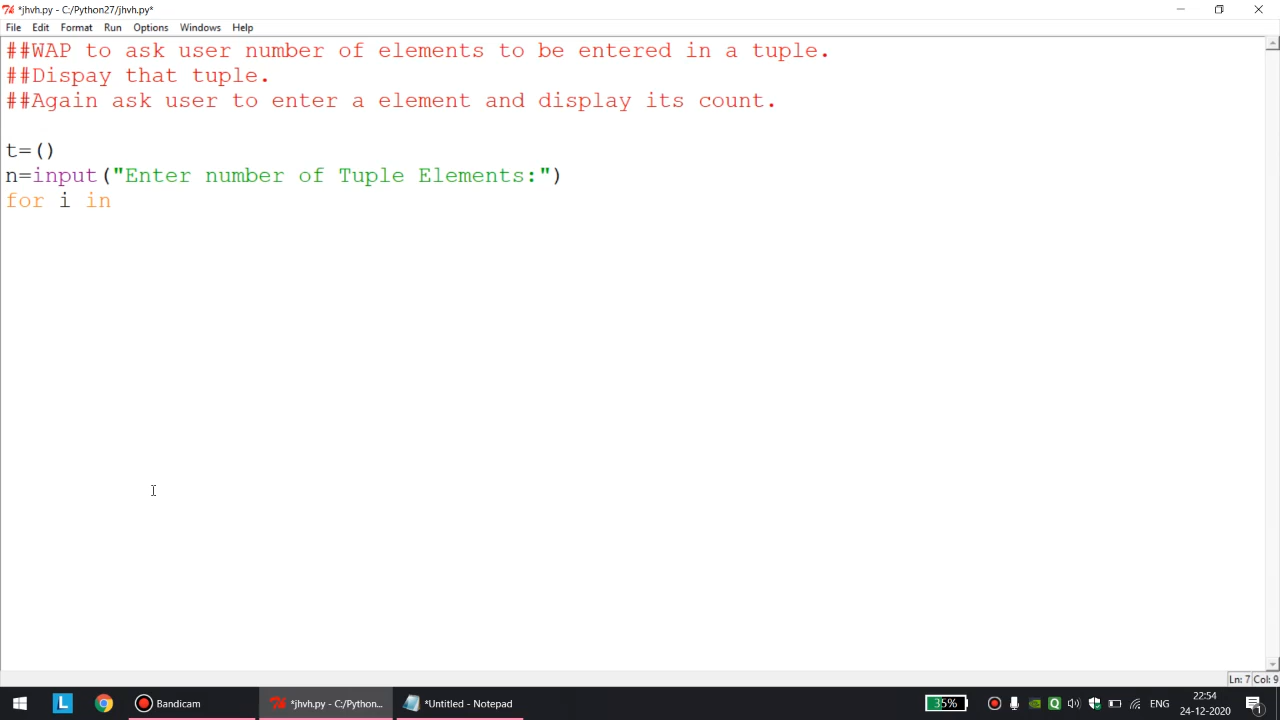 *jhvh.py - C:/Python27/jhvh.py*
File Edit Format Run Options Windows Help
##WAP to ask user number of elements to be entered in a tuple.
##Dispay that tuple.
##Again ask user to enter a element and display its count.
t=()
n=input("Enter number of Tuple Elements:")
for i in
Ln: 7 Col: 9
L Bandicam *jhvh.py - C:/Python... *Untitled - Notepad 35% Q ENG 22:54
24-12-2020 1